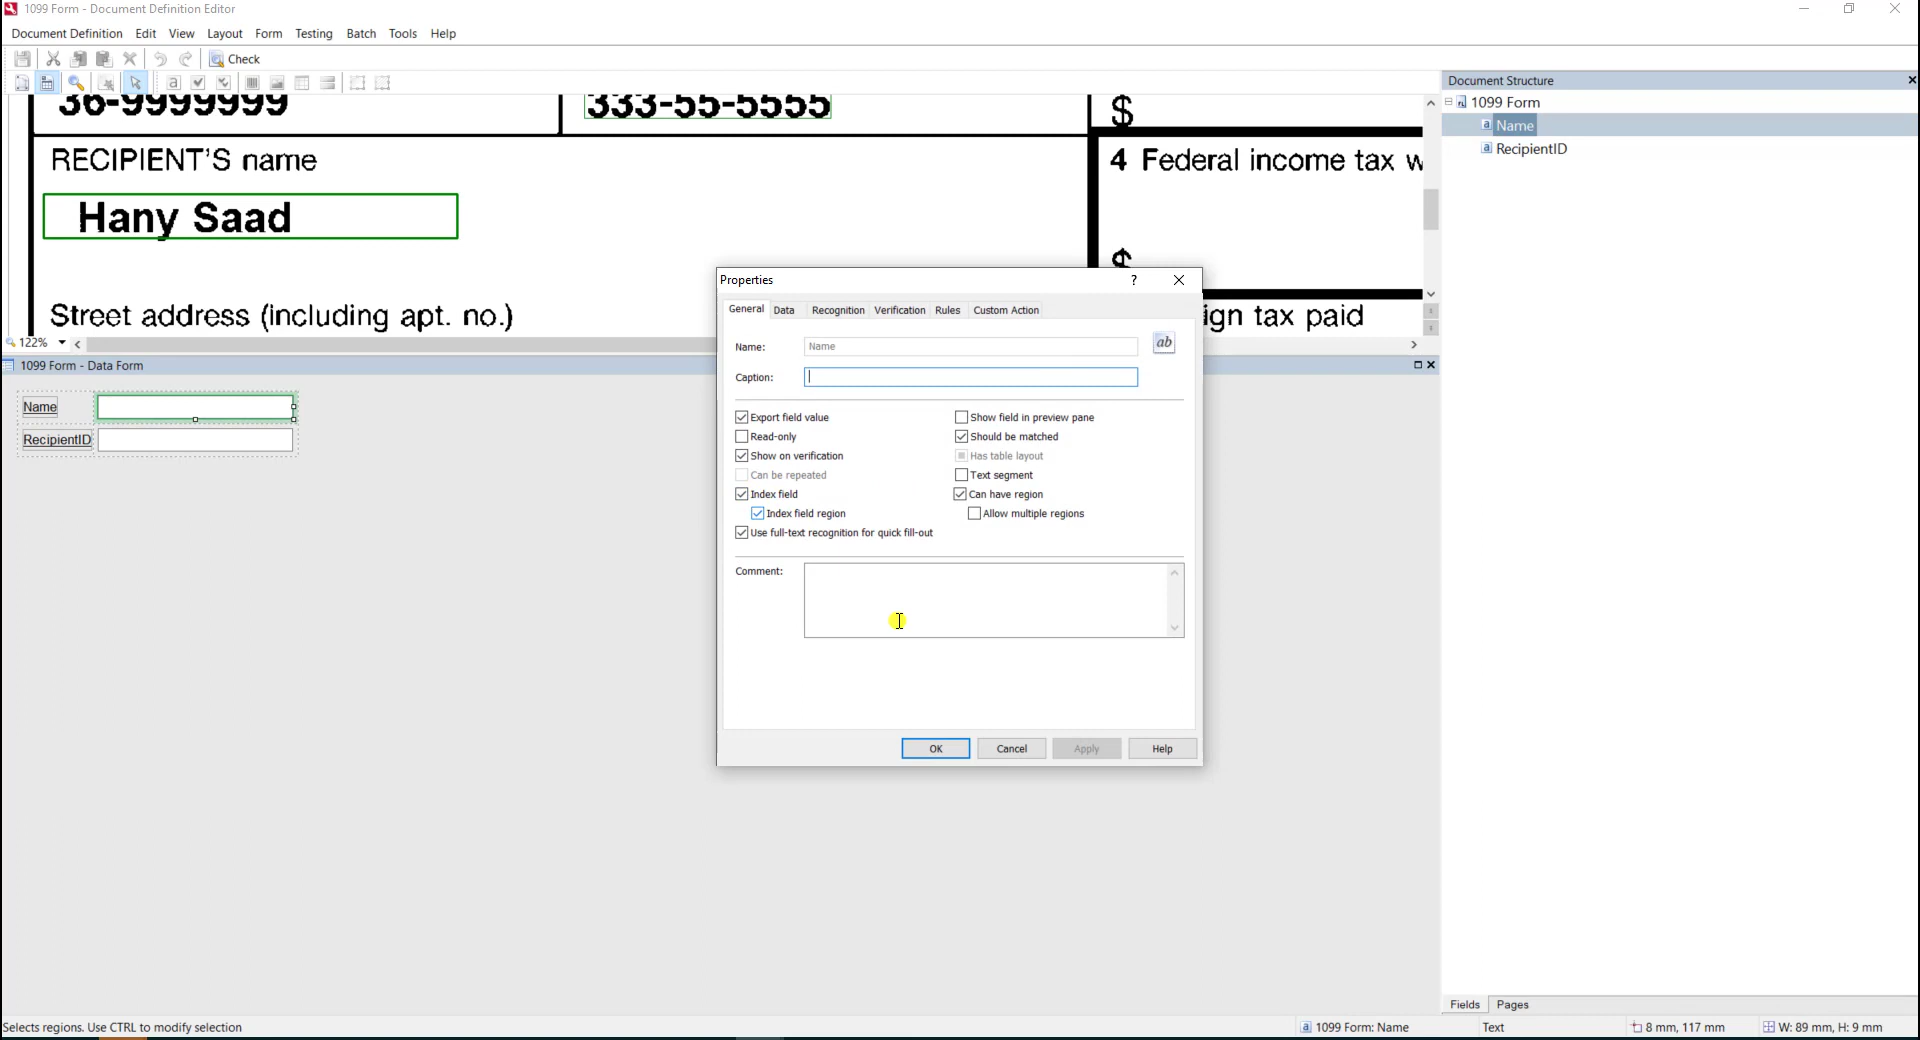 1099 Form - Document Definition Editor
Document Definition Edit View Layout Form Testing Batch Tools Help
Check
36-9999999 333-55-5555 $
RECIPIENT'S name
4 Federal income tax w
Hany Saad
$
Street address (including apt. no.)
ign tax paid
122%
1099 Form - Data Form
Name
RecipientID
Properties
General Data Recognition Verification Rules Custom Action
Name: Name
ab
Caption:
Export field value
Show field in preview pane
Read-only
Should be matched
Show on verification
Has table layout
Can be repeated
Text segment
Index field
Can have region
Index field region
Allow multiple regions
Use full-text recognition for quick fill-out
Comment:
OK Cancel Apply Help
Document Structure
1099 Form
a Name
a RecipientID
Fields Pages
Selects regions. Use CTRL to modify selection
a 1099 Form: Name Text 8 mm, 117 mm W: 89 mm, H: 9 mm